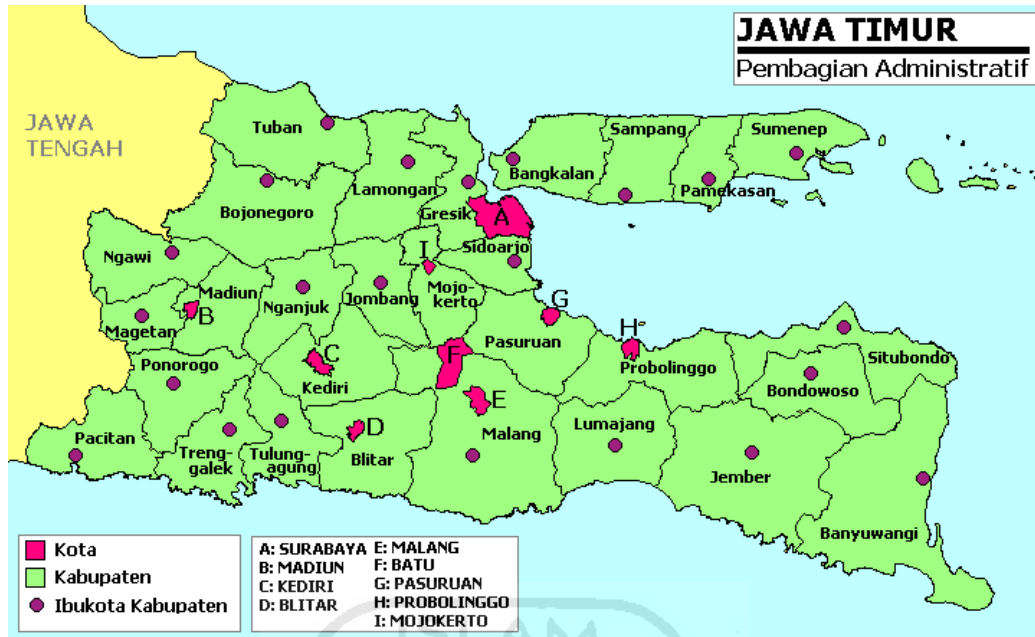 JAWA TIMUR
Pembagian Administratif
JAWA
TENGAH
Tuban
Sampang
Sumenep
Bangkalan
Lamongan
Pamekasan
Bojonegoro
Gresik
A
I
Sidoarjo
Ngawi
Madiun
Nganjuk
Jombang
Mojo-
kerto
G
B
Magetan
H
Pasuruan
F
C
Ponorogo
Kediri
Probolinggo
Situbondo
Bondowoso
E
D
Pacitan
Treng-
galek
Tulung-
agung
Blitar
Malang
Lumajang
Jember
Banyuwangi
Kota
Kabupaten
Ibukota Kabupaten
A: SURABAYA
B: MADIUN
C: KEDIRI
D: BLITAR
E: MALANG
F: BATU
G: PASURUAN
H: PROBOLINGGO
I: MOJOKERTO